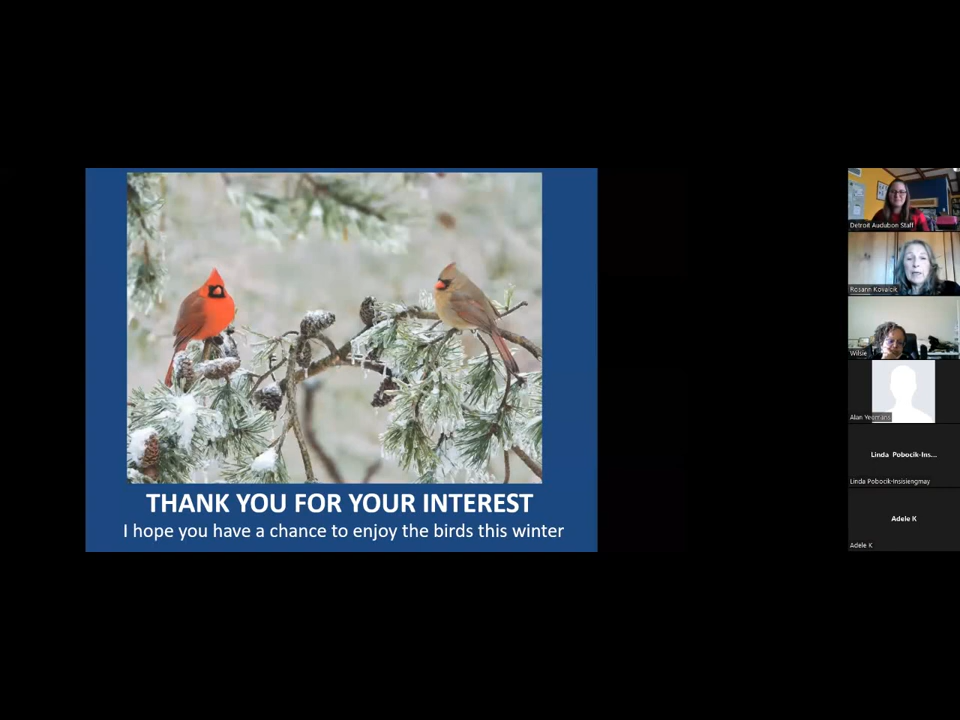 THANK YOU FOR YOUR INTEREST
I hope you have a chance to enjoy the birds this winter
Detroit Audubon Staff
Rosann Kovalcik
Wilsie
Alan Yeomans
Linda Pobocik-Ins...
Linda Pobocik-Insisiengmay
Adele K
Adele K